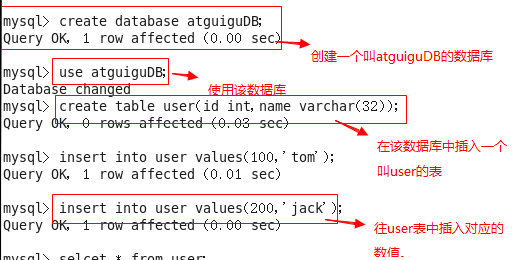 mysql> create database atguiguDB;
Query OK, 1 row affected (0.00 sec)
创建一个叫atguiguDB的数据库
mysql> use atguiguDB;
Database changed
使用该数据库
mysql> create table user(id int,name varchar(32));
Query OK, 0 rows affected (0.03 sec)
在该数据库中插入一个
叫user的表
mysql> insert into user values(100,'tom');
Query OK, 1 row affected (0.01 sec)
mysql> insert into user values(200,'jack');
Query OK, 1 row affected (0.00 sec)
往user表中插入对应的
数值。
mysql> selcet * from user;